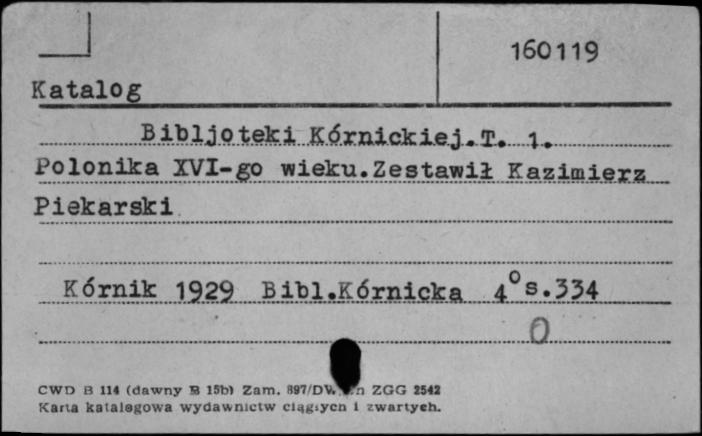 160119
Katalog
Bibljoteki Kórnickiej.T. 1.
Polonika XVI-go wieku.Zestawił Kazimierz
Piekarski
Kórnik 1929 Bibl.Kórnicka 4° s.334
0
CWD B 114 (dawny B 15b) Zam. 897/DW ZGG 2542
Karta katalogowa wydawnictw ciągłych i zwartych.